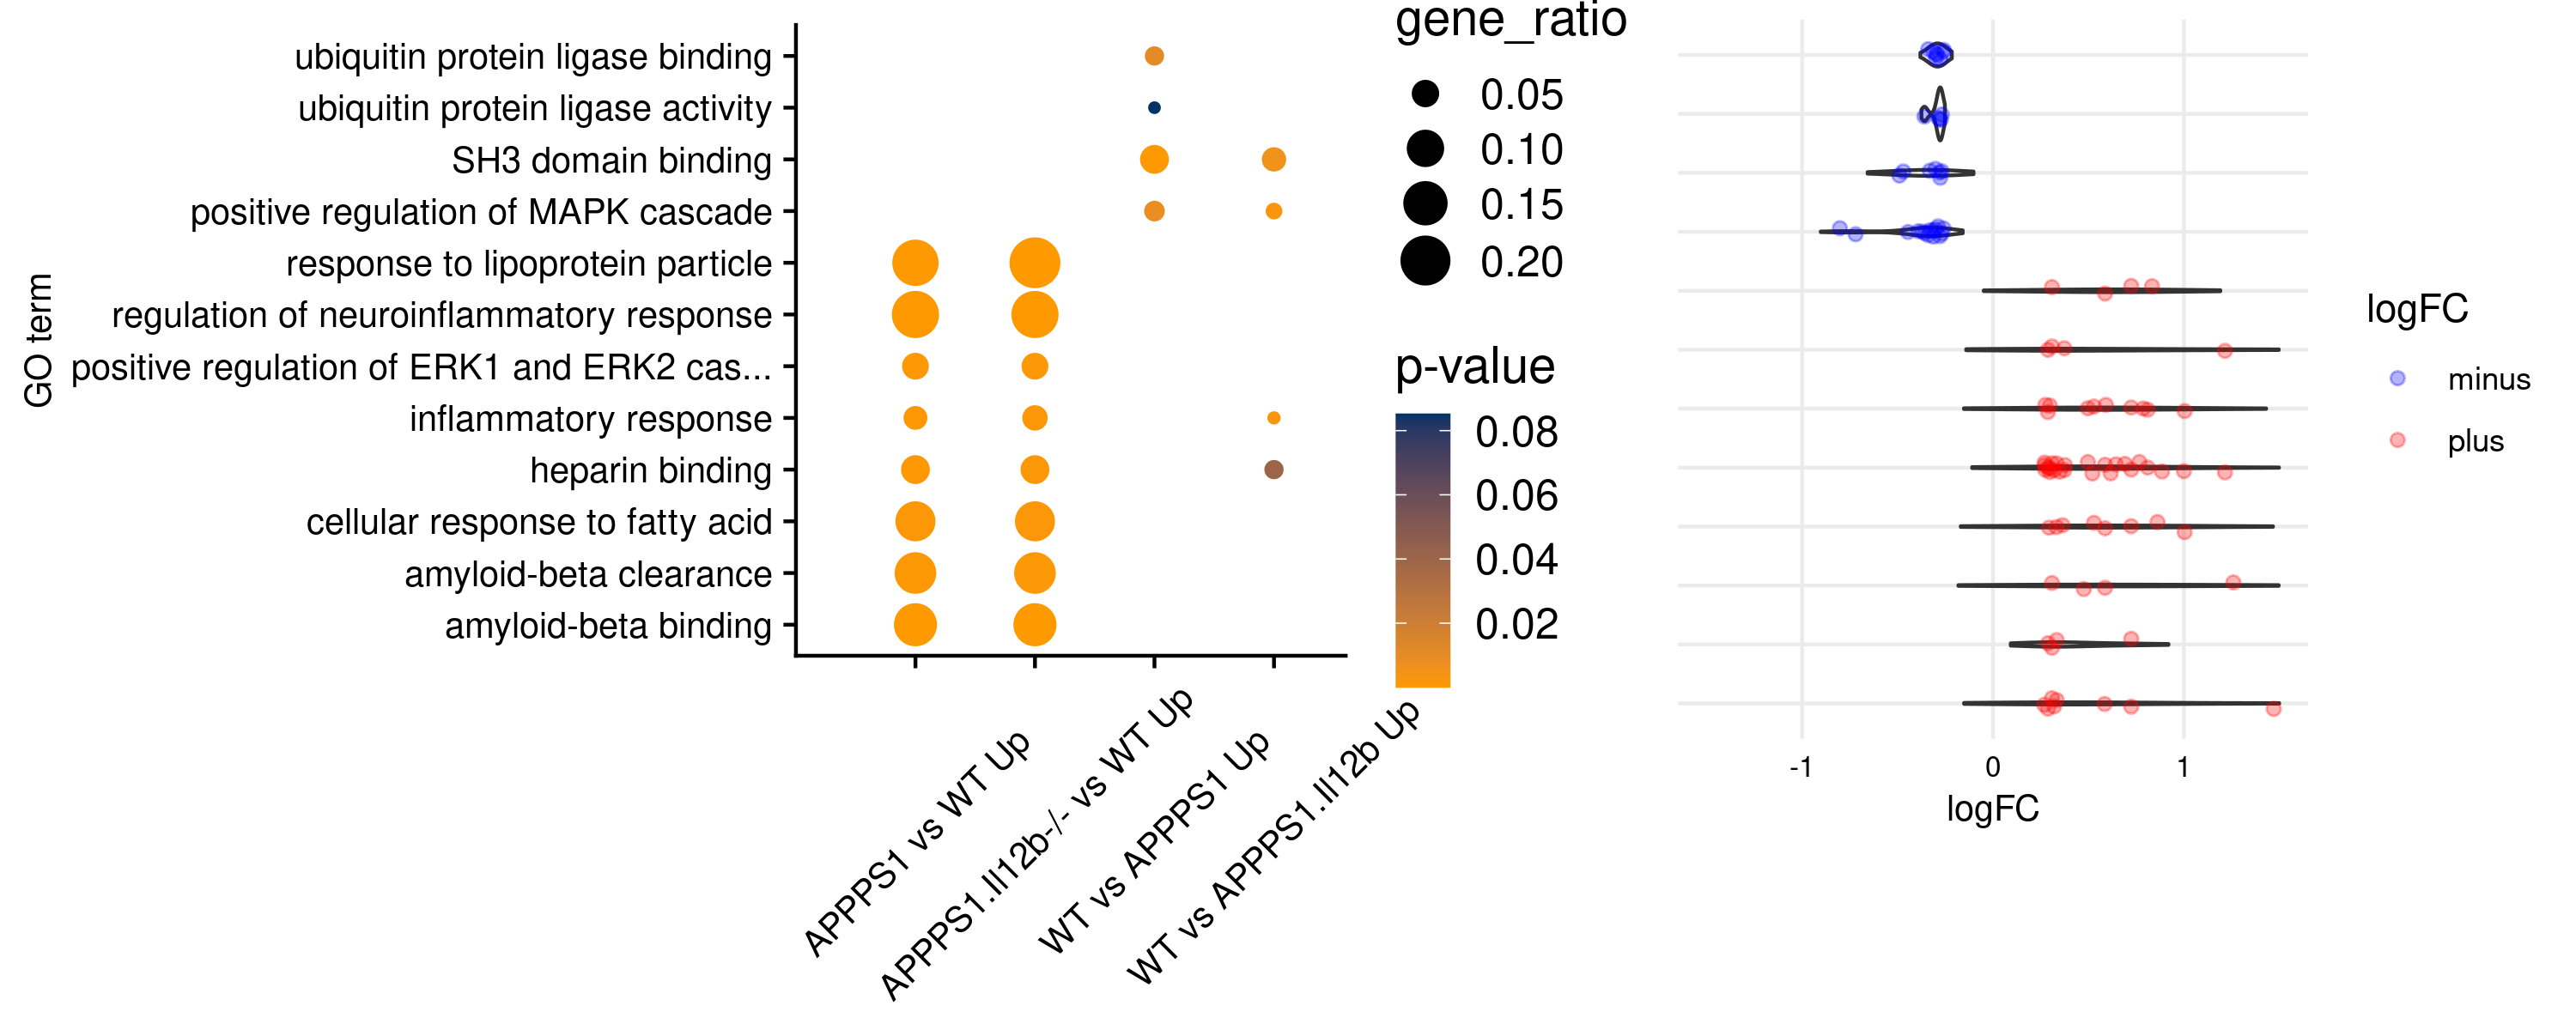 GO term
ubiquitin protein ligase binding
ubiquitin protein ligase activity
SH3 domain binding
positive regulation of MAPK cascade
response to lipoprotein particle
regulation of neuroinflammatory response
positive regulation of ERK1 and ERK2 cas...
inflammatory response
heparin binding
cellular response to fatty acid
amyloid-beta clearance
amyloid-beta binding
APPPS1 vs WT Up
APPPS1.Il12b-/- vs WT Up
WT vs APPPS1 Up
WT vs APPPS1.Il12b Up
gene_ratio
0.05
0.10
0.15
0.20
p-value
0.08
0.06
0.04
0.02
-1
0
1
logFC
logFC
minus
plus